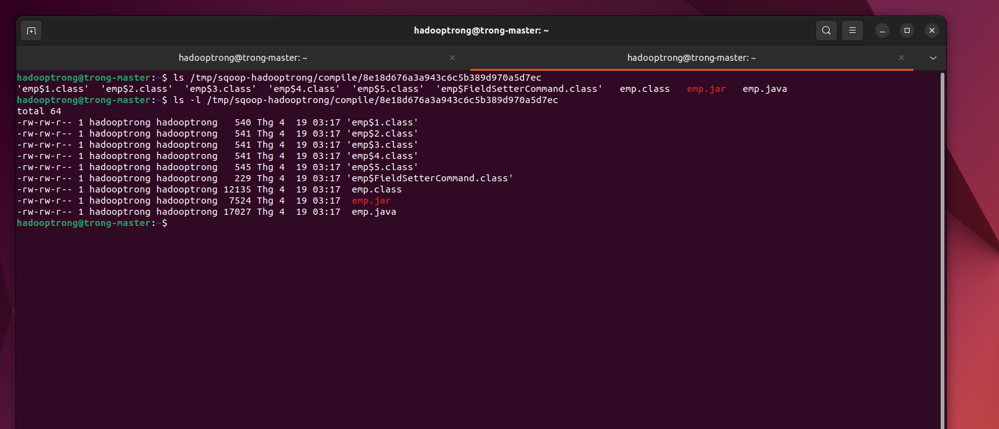 hadooptrong@trong-master: ~
hadooptrong@trong-master: ~
hadooptrong@trong-master: ~
hadooptrong@trong-master:~$ ls /tmp/sqoop-hadooptrong/compile/8e18d676a3a943c6c5b389d970a5d7ec
'emp$1.class'  'emp$2.class'  'emp$3.class'  'emp$4.class'  'emp$5.class'  'emp$FieldSetterCommand.class'   emp.class   emp.jar   emp.java
hadooptrong@trong-master:~$ ls -l /tmp/sqoop-hadooptrong/compile/8e18d676a3a943c6c5b389d970a5d7ec
total 64
-rw-rw-r-- 1 hadooptrong hadooptrong   540 Thg 4  19 03:17 'emp$1.class'
-rw-rw-r-- 1 hadooptrong hadooptrong   541 Thg 4  19 03:17 'emp$2.class'
-rw-rw-r-- 1 hadooptrong hadooptrong   541 Thg 4  19 03:17 'emp$3.class'
-rw-rw-r-- 1 hadooptrong hadooptrong   541 Thg 4  19 03:17 'emp$4.class'
-rw-rw-r-- 1 hadooptrong hadooptrong   545 Thg 4  19 03:17 'emp$5.class'
-rw-rw-r-- 1 hadooptrong hadooptrong   229 Thg 4  19 03:17 'emp$FieldSetterCommand.class'
-rw-rw-r-- 1 hadooptrong hadooptrong 12135 Thg 4  19 03:17  emp.class
-rw-rw-r-- 1 hadooptrong hadooptrong  7524 Thg 4  19 03:17  emp.jar
-rw-rw-r-- 1 hadooptrong hadooptrong 17027 Thg 4  19 03:17  emp.java
hadooptrong@trong-master:~$